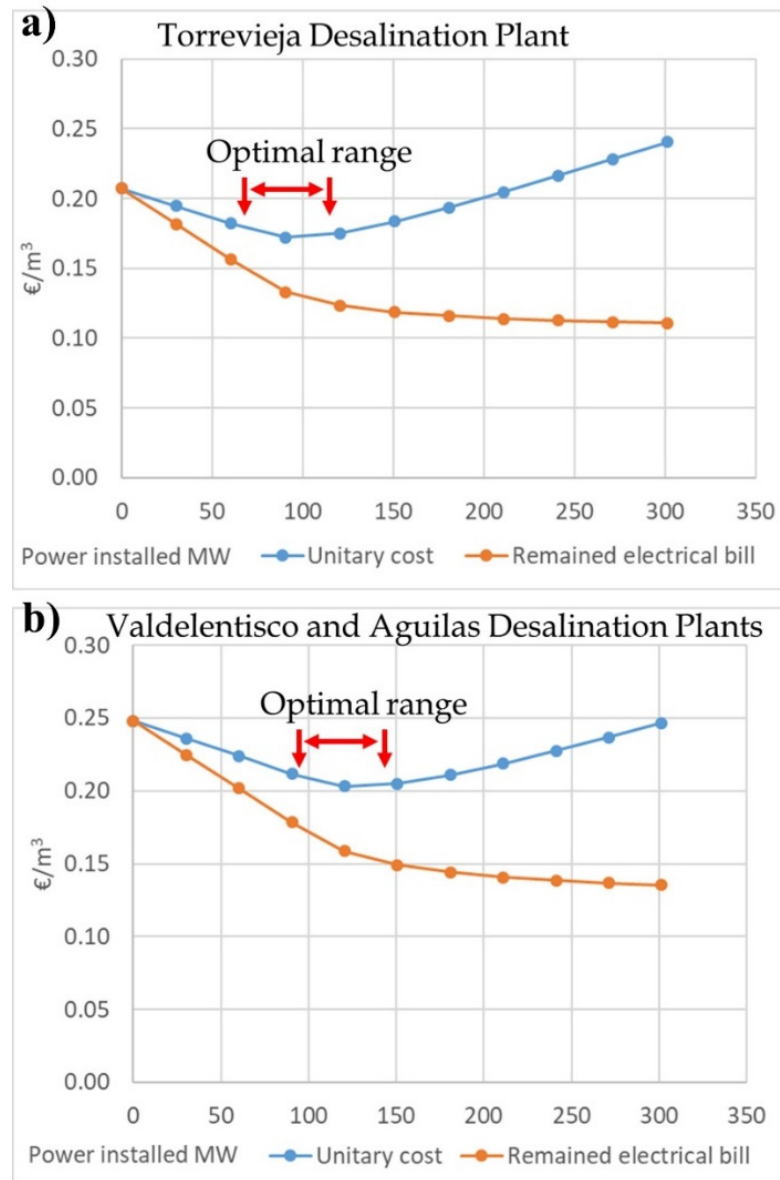 a)
Torrevieja Desalination Plant
0.30
0.25
Optimal range
0.20
€/m³
0.15
0.10
0.05
0.00
0 50 100 150 200 250 300 350
Power installed MW Unitary cost Remained electrical bill
b)
Valdelentisco and Aguilas Desalination Plants
0.30
0.25
Optimal range
0.20
€/m³
0.15
0.10
0.05
0.00
0 50 100 150 200 250 300 350
Power installed MW Unitary cost Remained electrical bill